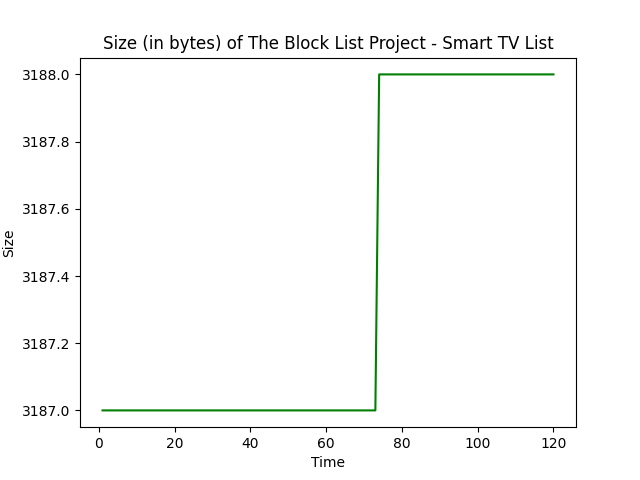 Size (in bytes) of The Block List Project - Smart TV List
3188.0
3187.8
3187.6
3187.4
3187.2
3187.0
Size
0 20 40 60 80 100 120
Time